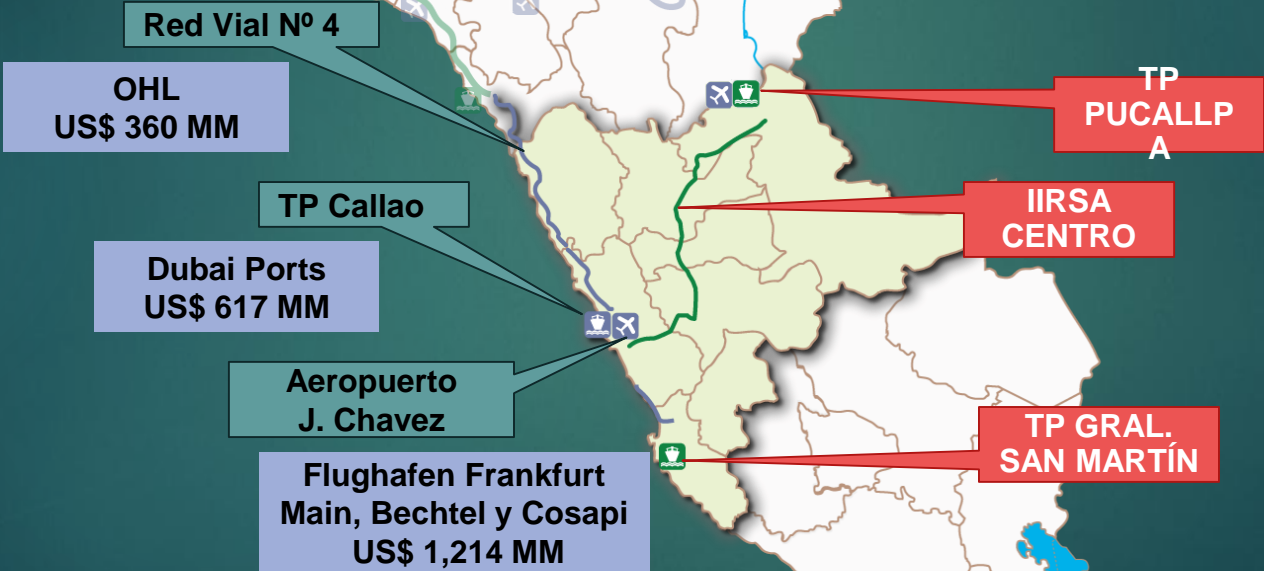 Red Vial Nº 4
OHL
US$ 360 MM
TP Callao
Dubai Ports
US$ 617 MM
Aeropuerto
J. Chavez
Flughafen Frankfurt
Main, Bechtel y Cosapi
US$ 1,214 MM
TP
PUCALLP
A
IIRSA
CENTRO
TP GRAL.
SAN MARTÍN